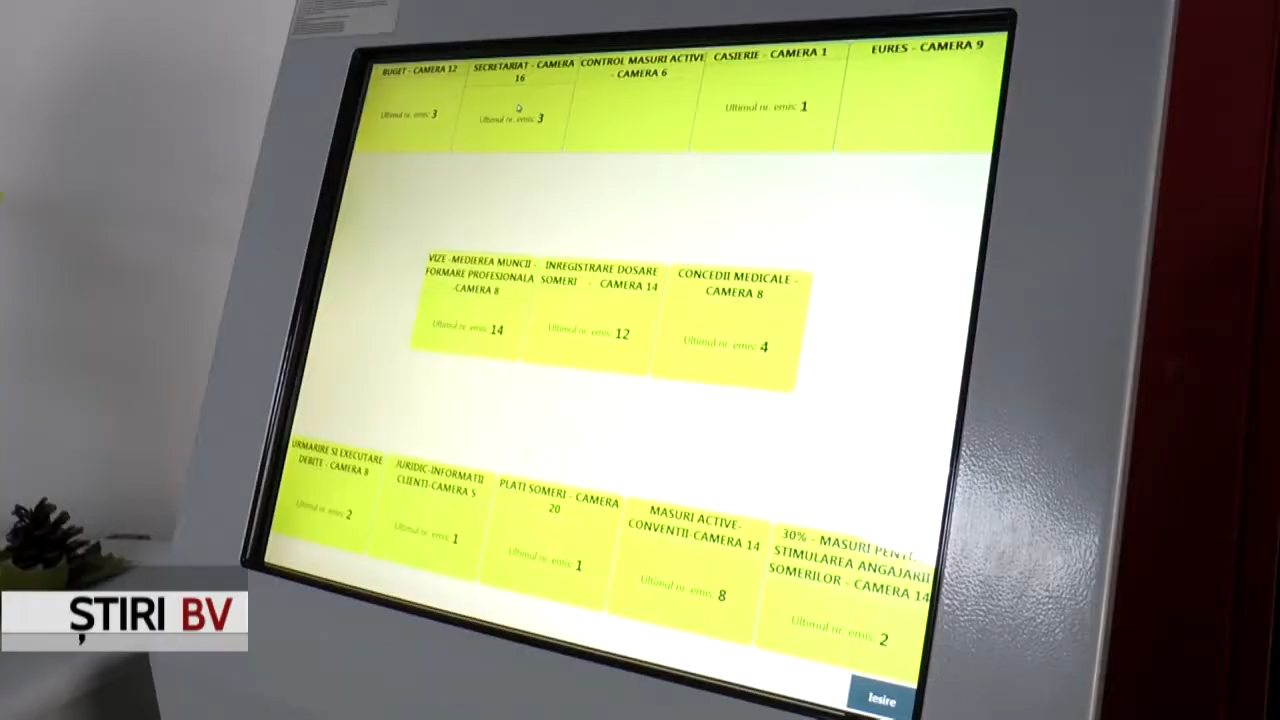 BUGET - CAMERA 12
Ultimul nr. emis: 3
SECRETARIAT - CAMERA
16
Ultimul nr. emis: 3
CONTROL MASURI ACTIVE
- CAMERA 6
CASIERIE - CAMERA 1
Ultimul nr. emis: 1
EURES - CAMERA 9
VIZE -MEDIEREA MUNCII -
FORMARE PROFESIONALA
-CAMERA 8
Ultimul nr. emis: 14
INREGISTRARE DOSARE
SOMERI - CAMERA 14
Ultimul nr. emis: 12
CONCEDII MEDICALE -
CAMERA 8
Ultimul nr. emis: 4
URMARIRE SI EXECUTARE
DEBITE - CAMERA 8
Ultimul nr. emis: 2
JURIDIC-INFORMATII
CLIENTI-CAMERA 5
Ultimul nr. emis: 1
PLATI SOMERI - CAMERA
20
Ultimul nr. emis: 1
MASURI ACTIVE-
CONVENTII-CAMERA 14
Ultimul nr. emis: 8
30% - MASURI
STIMULAREA ANGAJARII
SOMERILOR - CAMERA 14
Ultimul nr. emis: 2
Iesire
ȘTIRI BV